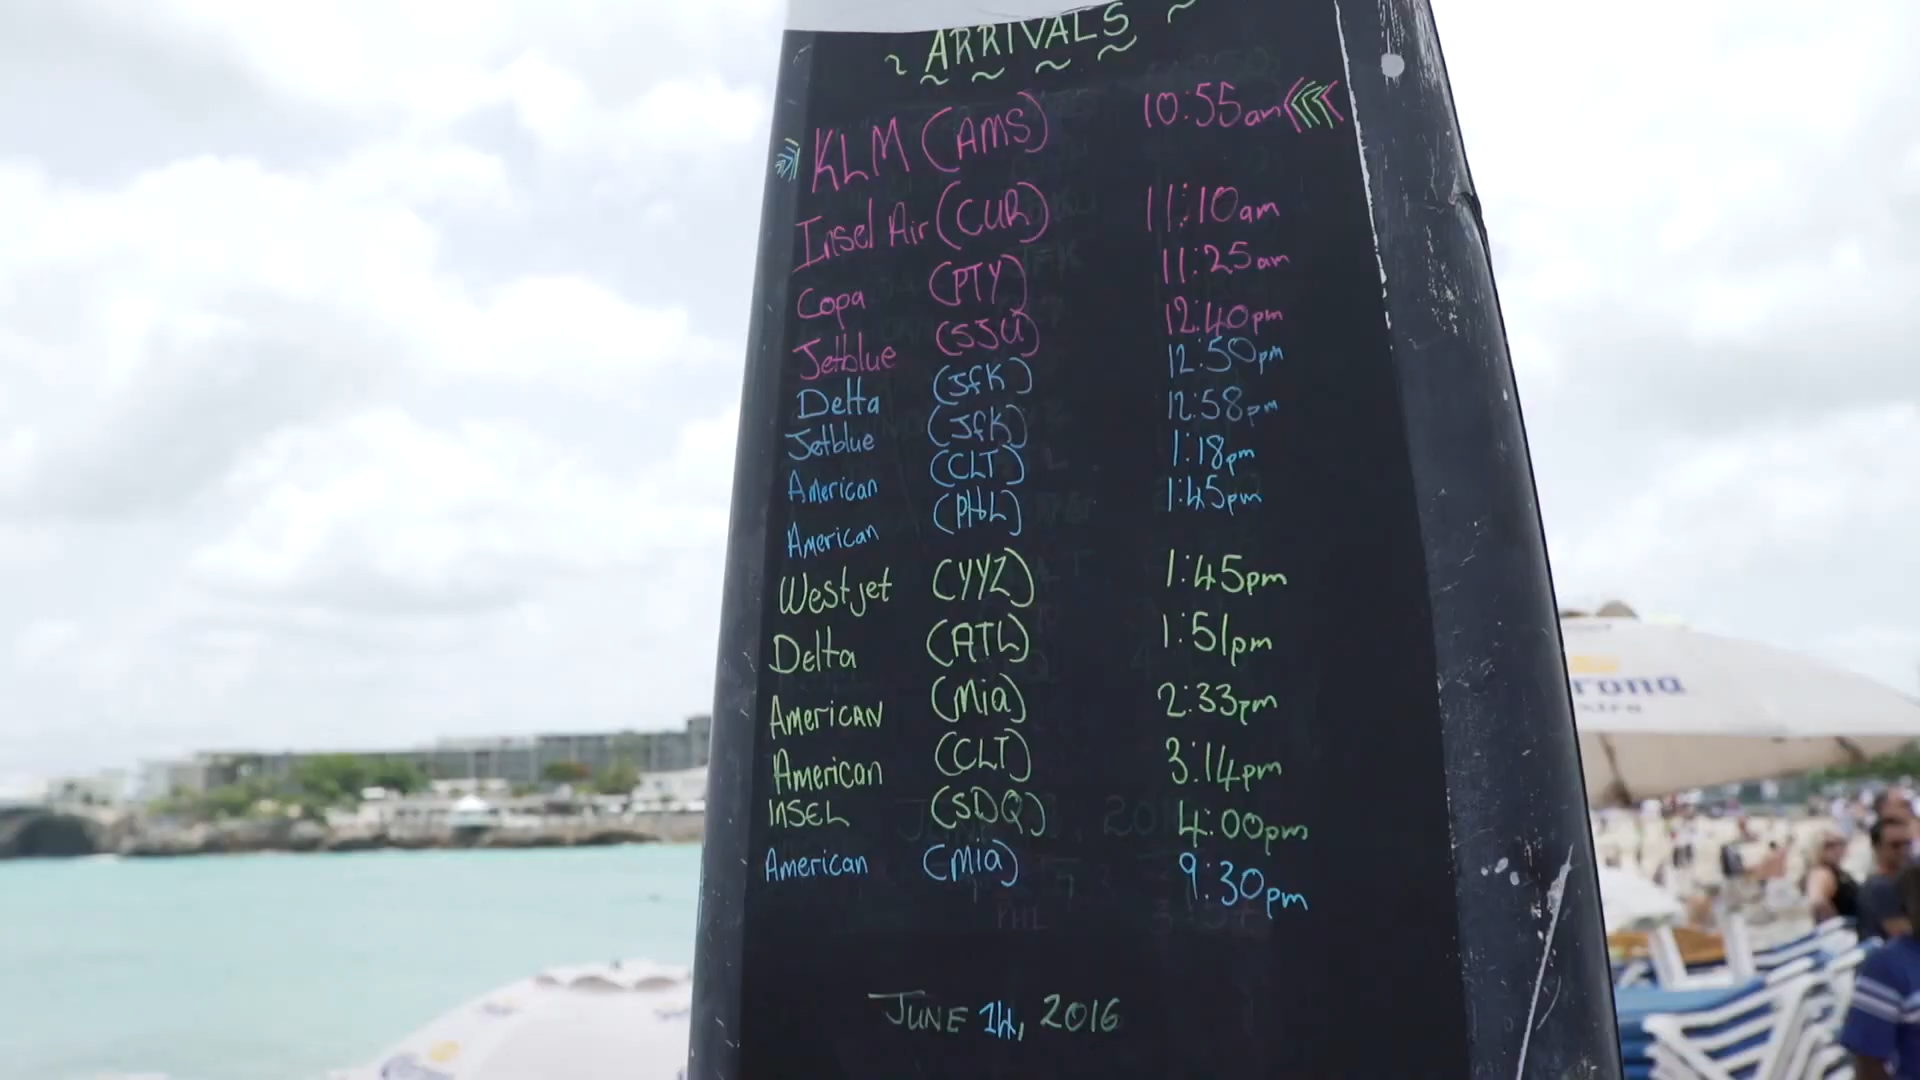 ARRIVALS
KLM (AMS) 10:55am
Insel Air (CUR) 11:10am
Copa (PTY) 11:25am
Jetblue (SJU) 12:40pm
Delta (JfK) 12:50pm
Jetblue (JfK) 12:58pm
American (CLT) 1:18pm
American (PHL) 1:45pm
Westjet (YYZ) 1:45pm
Delta (ATL) 1:51pm
AmericAN (Mia) 2:33pm
American (CLT) 3:14pm
INSEL (SDQ) 4:00pm
American (Mia) 9:30pm
JUNE 14, 2016